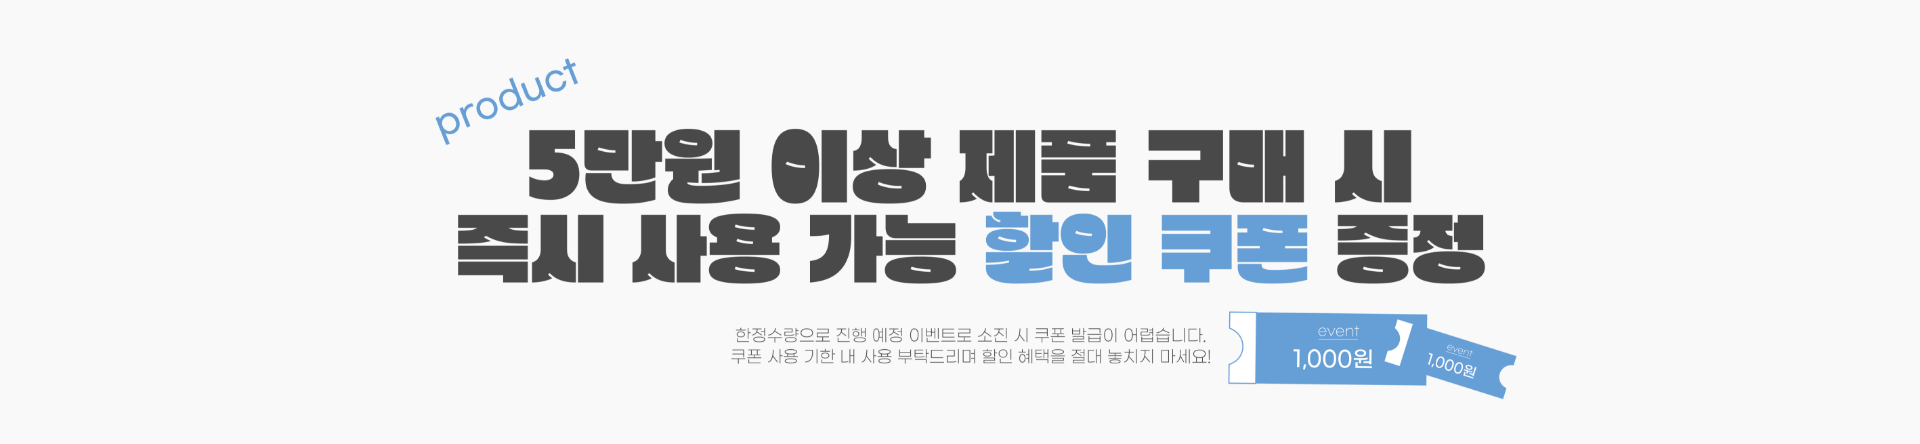 product
5만원 이상 제품 구매 시
즉시 사용 가능 할인 쿠폰 증정
한정수량으로 진행 예정 이벤트로 소진 시 쿠폰 발급이 어렵습니다.
쿠폰 사용 기한 내 사용 부탁드리며 할인 혜택을 절대 놓치지 마세요!
event
1,000원
event
1,000원